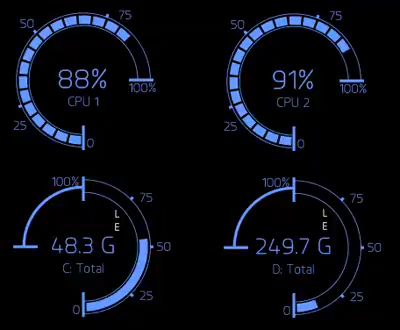 50
75
88%
CPU 1
100%
25
0
50
75
91%
CPU 2
100%
25
0
100%
75
L
E
48.3 G
50
C: Total
25
0
100%
75
L
E
249.7 G
50
D: Total
25
0